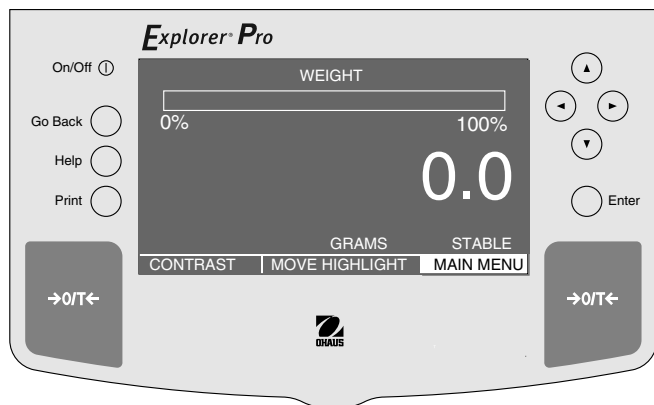 Explorer® Pro
On/Off
WEIGHT
0% 100%
Go Back
Help
Print
0.0
Enter
GRAMS STABLE
CONTRAST MOVE HIGHLIGHT MAIN MENU
→0/T← →0/T←
OHAUS